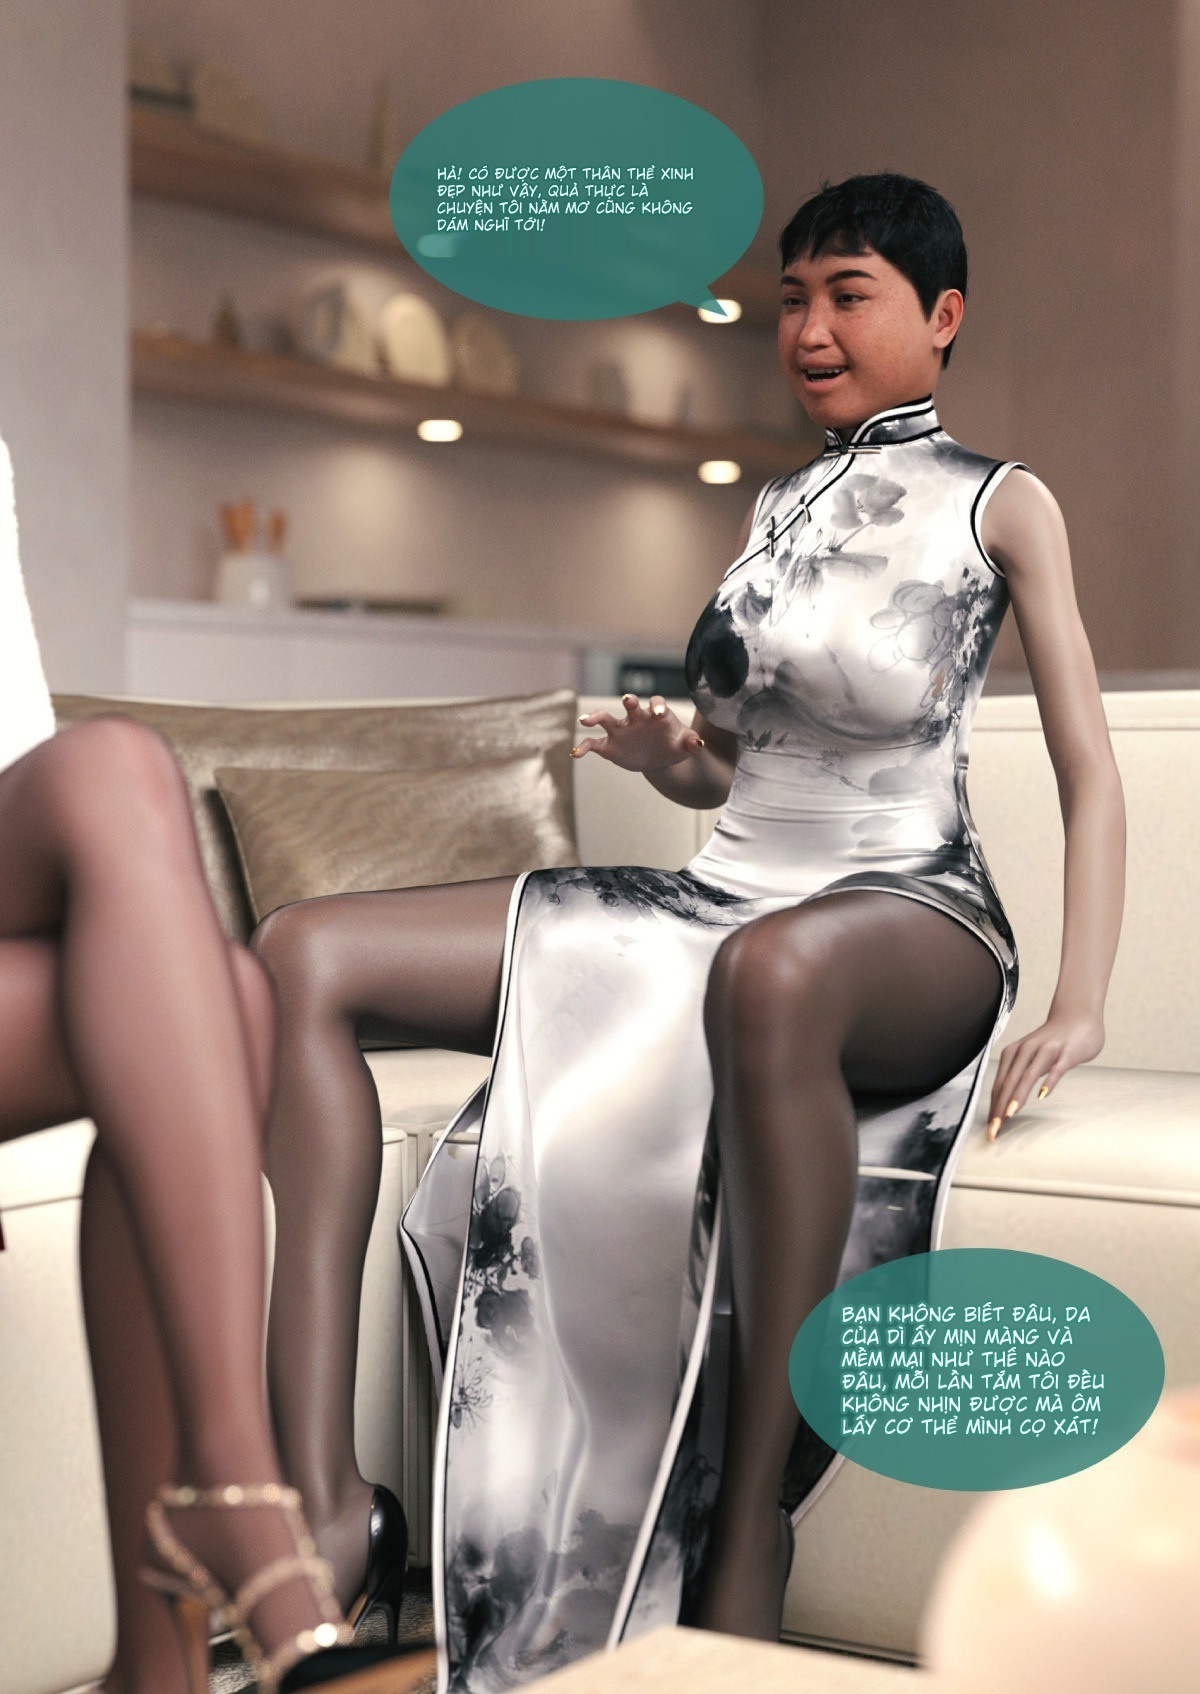 HẢ! CÓ ĐƯỢC MỘT THÂN THỂ XINH
ĐẸP NHƯ VẬY, QUẢ THỰC LÀ
CHUYỆN TÔI NẰM MƠ CŨNG KHÔNG
DÁM NGHĨ TỚI!
BẠN KHÔNG BIẾT ĐÂU, DA
CỦA DÌ ẤY MỊN MÀNG VÀ
MỀM MẠI NHƯ THẾ NÀO
ĐÂU, MỖI LẦN TẮM TÔI ĐỀU
KHÔNG NHỊN ĐƯỢC MÀ ÔM
LẤY CƠ THỂ MÌNH CỌ XÁT!